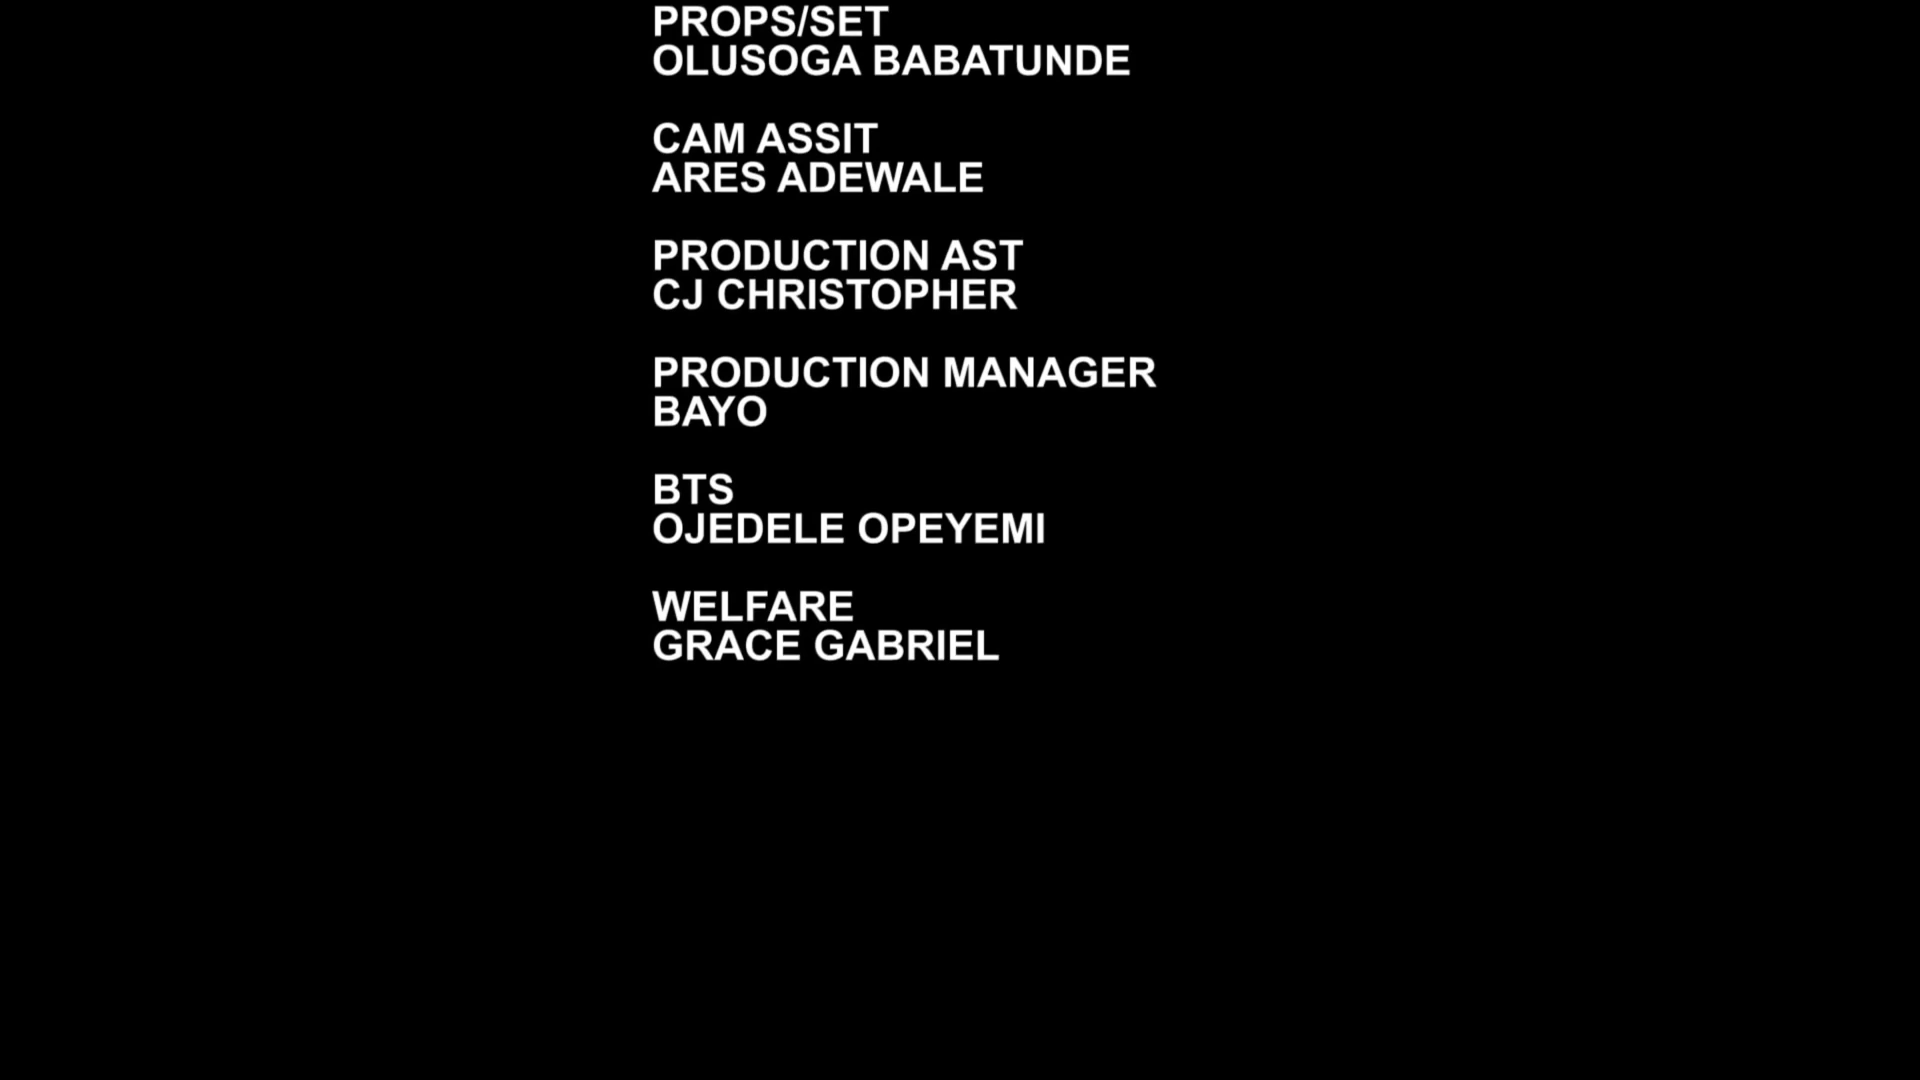 PROPS/SET
OLUSOGA BABATUNDE
CAM ASSIT
ARES ADEWALE
PRODUCTION AST
CJ CHRISTOPHER
PRODUCTION MANAGER
BAYO
BTS
OJEDELE OPEYEMI
WELFARE
GRACE GABRIEL